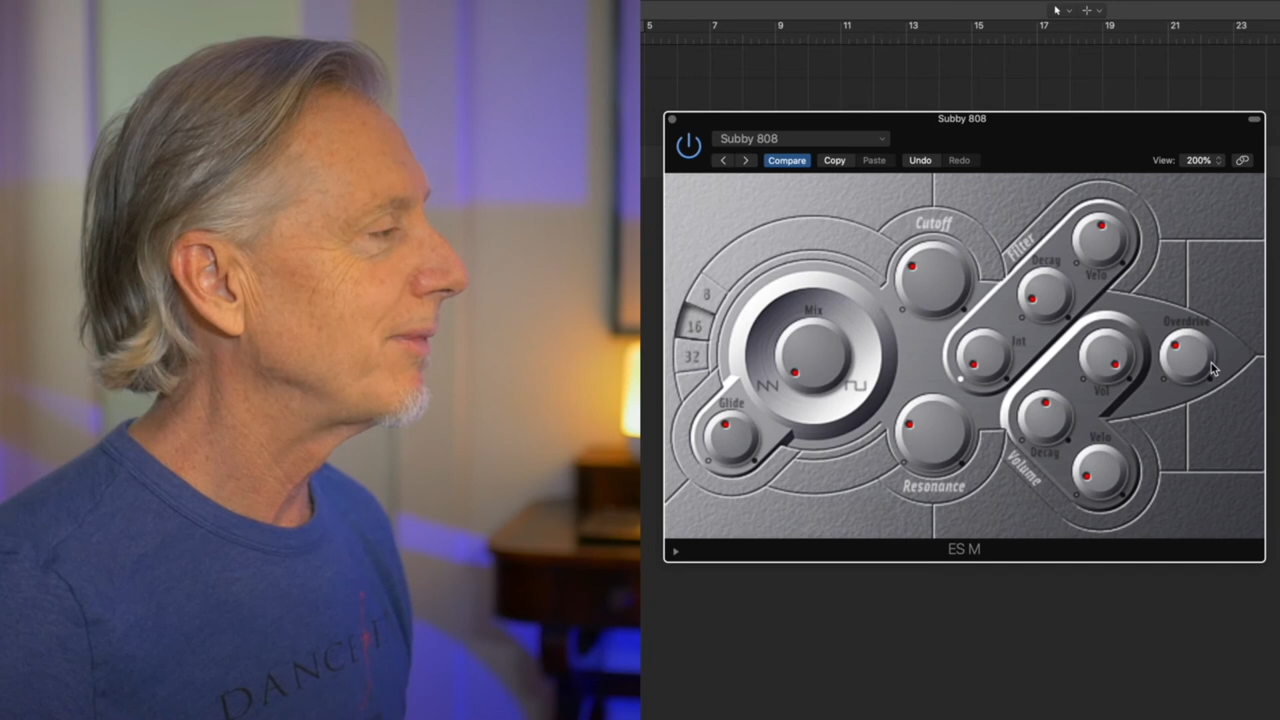 5 7 9 11 13 15 17 19 21 23
Subby 808
Subby 808
Compare Copy Paste Undo Redo View: 200%
Cutoff
Filter
Velo
Decay
Int
8
16
32
Mix
Glide
Overdrive
Vol
Decay
Velo
Volume
Resonance
ES M
DANCE